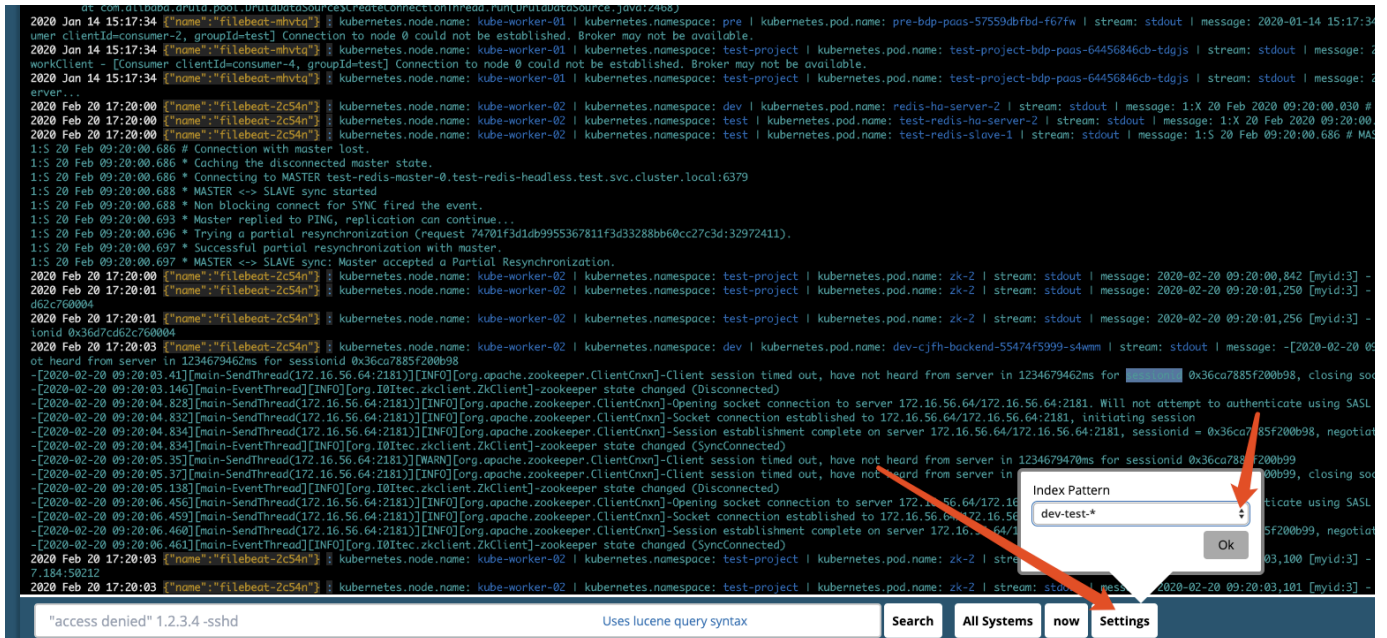 at com.alibaba.druid.pool.DruidDataSource$CreateConnectionThread.run(DruidDataSource.java:2468)
2020 Jan 14 15:17:34 {"name":"filebeat-mhvtq"} : kubernetes.node.name: kube-worker-01 | kubernetes.namespace: pre | kubernetes.pod.name: pre-bdp-paas-57559dbfbd-f67fw | stream: stdout | message: 2020-01-14 15:17:34
umer clientId=consumer-2, groupId=test] Connection to node 0 could not be established. Broker may not be available.
2020 Jan 14 15:17:34 {"name":"filebeat-mhvtq"} : kubernetes.node.name: kube-worker-01 | kubernetes.namespace: test-project | kubernetes.pod.name: test-project-bdp-paas-64456846cb-tdgjs | stream: stdout | message: 2
workClient - [Consumer clientId=consumer-4, groupId=test] Connection to node 0 could not be established. Broker may not be available.
2020 Jan 14 15:17:34 {"name":"filebeat-mhvtq"} : kubernetes.node.name: kube-worker-01 | kubernetes.namespace: test-project | kubernetes.pod.name: test-project-bdp-paas-64456846cb-tdgjs | stream: stdout | message: 2
erver...
2020 Feb 20 17:20:00 {"name":"filebeat-2c54n"} : kubernetes.node.name: kube-worker-02 | kubernetes.namespace: dev | kubernetes.pod.name: redis-ha-server-2 | stream: stdout | message: 1:X 20 Feb 2020 09:20:00.030 #
2020 Feb 20 17:20:00 {"name":"filebeat-2c54n"} : kubernetes.node.name: kube-worker-02 | kubernetes.namespace: test | kubernetes.pod.name: test-redis-ha-server-2 | stream: stdout | message: 1:X 20 Feb 2020 09:20:00.
2020 Feb 20 17:20:00 {"name":"filebeat-2c54n"} : kubernetes.node.name: kube-worker-02 | kubernetes.namespace: test | kubernetes.pod.name: test-redis-slave-1 | stream: stdout | message: 1:S 20 Feb 09:20:00.686 # MAS
1:S 20 Feb 09:20:00.686 # Connection with master lost.
1:S 20 Feb 09:20:00.686 * Caching the disconnected master state.
1:S 20 Feb 09:20:00.686 * Connecting to MASTER test-redis-master-0.test-redis-headless.test.svc.cluster.local:6379
1:S 20 Feb 09:20:00.688 * MASTER <-> SLAVE sync started
1:S 20 Feb 09:20:00.688 * Non blocking connect for SYNC fired the event.
1:S 20 Feb 09:20:00.693 * Master replied to PING, replication can continue...
1:S 20 Feb 09:20:00.696 * Trying a partial resynchronization (request 74701f3d1db9955367811f3d33288bb60cc27c3d:32972411).
1:S 20 Feb 09:20:00.697 * Successful partial resynchronization with master.
1:S 20 Feb 09:20:00.697 * MASTER <-> SLAVE sync: Master accepted a Partial Resynchronization.
2020 Feb 20 17:20:00 {"name":"filebeat-2c54n"} : kubernetes.node.name: kube-worker-02 | kubernetes.namespace: test-project | kubernetes.pod.name: zk-2 | stream: stdout | message: 2020-02-20 09:20:00,842 [myid:3] -
2020 Feb 20 17:20:01 {"name":"filebeat-2c54n"} : kubernetes.node.name: kube-worker-02 | kubernetes.namespace: test-project | kubernetes.pod.name: zk-2 | stream: stdout | message: 2020-02-20 09:20:01,250 [myid:3] -
d62c760004
2020 Feb 20 17:20:01 {"name":"filebeat-2c54n"} : kubernetes.node.name: kube-worker-02 | kubernetes.namespace: test-project | kubernetes.pod.name: zk-2 | stream: stdout | message: 2020-02-20 09:20:01,256 [myid:3] -
ionid 0x36d7cd62c760004
2020 Feb 20 17:20:03 {"name":"filebeat-2c54n"} : kubernetes.node.name: kube-worker-02 | kubernetes.namespace: dev | kubernetes.pod.name: dev-cjfh-backend-55474f5999-s4wmm | stream: stdout | message: -[2020-02-20 09
ot heard from server in 1234679462ms for sessionid 0x36ca7885f200b98
-[2020-02-20 09:20:03.41][main-SendThread(172.16.56.64:2181)][INFO][org.apache.zookeeper.ClientCnxn]-Client session timed out, have not heard from server in 1234679462ms for sessionid 0x36ca7885f200b98, closing soc
-[2020-02-20 09:20:03.146][main-EventThread][INFO][org.I0Itec.zkclient.ZkClient]-zookeeper state changed (Disconnected)
-[2020-02-20 09:20:04.828][main-SendThread(172.16.56.64:2181)][INFO][org.apache.zookeeper.ClientCnxn]-Opening socket connection to server 172.16.56.64/172.16.56.64:2181. Will not attempt to authenticate using SASL
-[2020-02-20 09:20:04.832][main-SendThread(172.16.56.64:2181)][INFO][org.apache.zookeeper.ClientCnxn]-Socket connection established to 172.16.56.64/172.16.56.64:2181, initiating session
-[2020-02-20 09:20:04.834][main-SendThread(172.16.56.64:2181)][INFO][org.apache.zookeeper.ClientCnxn]-Session establishment complete on server 172.16.56.64/172.16.56.64:2181, sessionid = 0x36ca7885f200b98, negotiat
-[2020-02-20 09:20:04.834][main-EventThread][INFO][org.I0Itec.zkclient.ZkClient]-zookeeper state changed (SyncConnected)
-[2020-02-20 09:20:05.35][main-SendThread(172.16.56.64:2181)][WARN][org.apache.zookeeper.ClientCnxn]-Client session timed out, have not heard from server in 1234679470ms for sessionid 0x36ca7885f200b99
-[2020-02-20 09:20:05.37][main-SendThread(172.16.56.64:2181)][INFO][org.apache.zookeeper.ClientCnxn]-Client session timed out, have not heard from server in 00b99, closing soc
-[2020-02-20 09:20:05.138][main-EventThread][INFO][org.I0Itec.zkclient.ZkClient]-zookeeper state changed (Disconnected)
-[2020-02-20 09:20:06.456][main-SendThread(172.16.56.64:2181)][INFO][org.apache.zookeeper.ClientCnxn]-Opening socket connection to server 172.16.56.64/172.16 ticate using SASL
-[2020-02-20 09:20:06.459][main-SendThread(172.16.56.64:2181)][INFO][org.apache.zookeeper.ClientCnxn]-Socket connection established to 172.16.56.64/172.16.56
-[2020-02-20 09:20:06.460][main-SendThread(172.16.56.64:2181)][INFO][org.apache.zookeeper.ClientCnxn]-Session establishment complete on server 172.16.56.64/1 5f200b99, negotiat
-[2020-02-20 09:20:06.461][main-EventThread][INFO][org.I0Itec.zkclient.ZkClient]-zookeeper state changed (SyncConnected)
2020 Feb 20 17:20:03 {"name":"filebeat-2c54n"} : kubernetes.node.name: kube-worker-02 | kubernetes.namespace: test-project | kubernetes.pod.name: zk-2 | stre 03,100 [myid:3] -
7.184:50212
2020 Feb 20 17:20:03 {"name":"filebeat-2c54n"} : kubernetes.node.name: kube-worker-02 | kubernetes.namespace: test-project | kubernetes.pod.name: zk-2 | stream: 2020-02-20 09:20:03,101 [myid:3] -
Index Pattern
dev-test-*
Ok
"access denied" 1.2.3.4 -sshd
Uses lucene query syntax
Search
All Systems
now
Settings